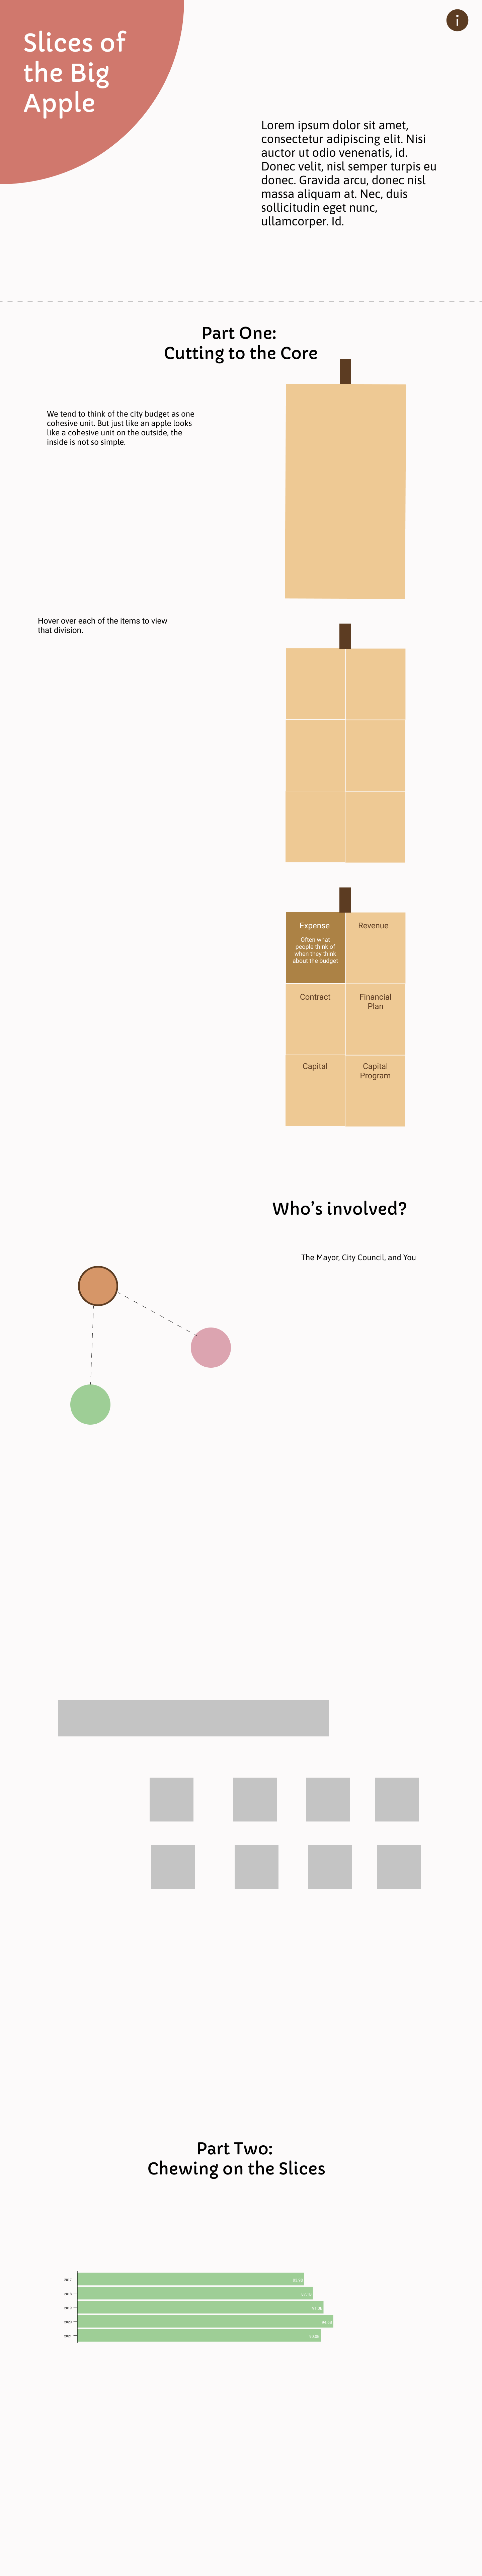 Slices of
the Big
Apple
i
Lorem ipsum dolor sit amet,
consectetur adipiscing elit. Nisi
auctor ut odio venenatis, id.
Donec velit, nisl semper turpis eu
donec. Gravida arcu, donec nisl
massa aliquam at. Nec, duis
sollicitudin eget nunc,
ullamcorper. Id.
Part One:
Cutting to the Core
We tend to think of the city budget as one
cohesive unit. But just like an apple looks
like a cohesive unit on the outside, the
inside is not so simple.
Hover over each of the items to view
that division.
Expense
Often what
people think of
when they think
about the budget
Revenue
Contract
Financial
Plan
Capital
Capital
Program
Who's involved?
The Mayor, City Council, and You
Part Two:
Chewing on the Slices
2017
2018
2019
2020
2021